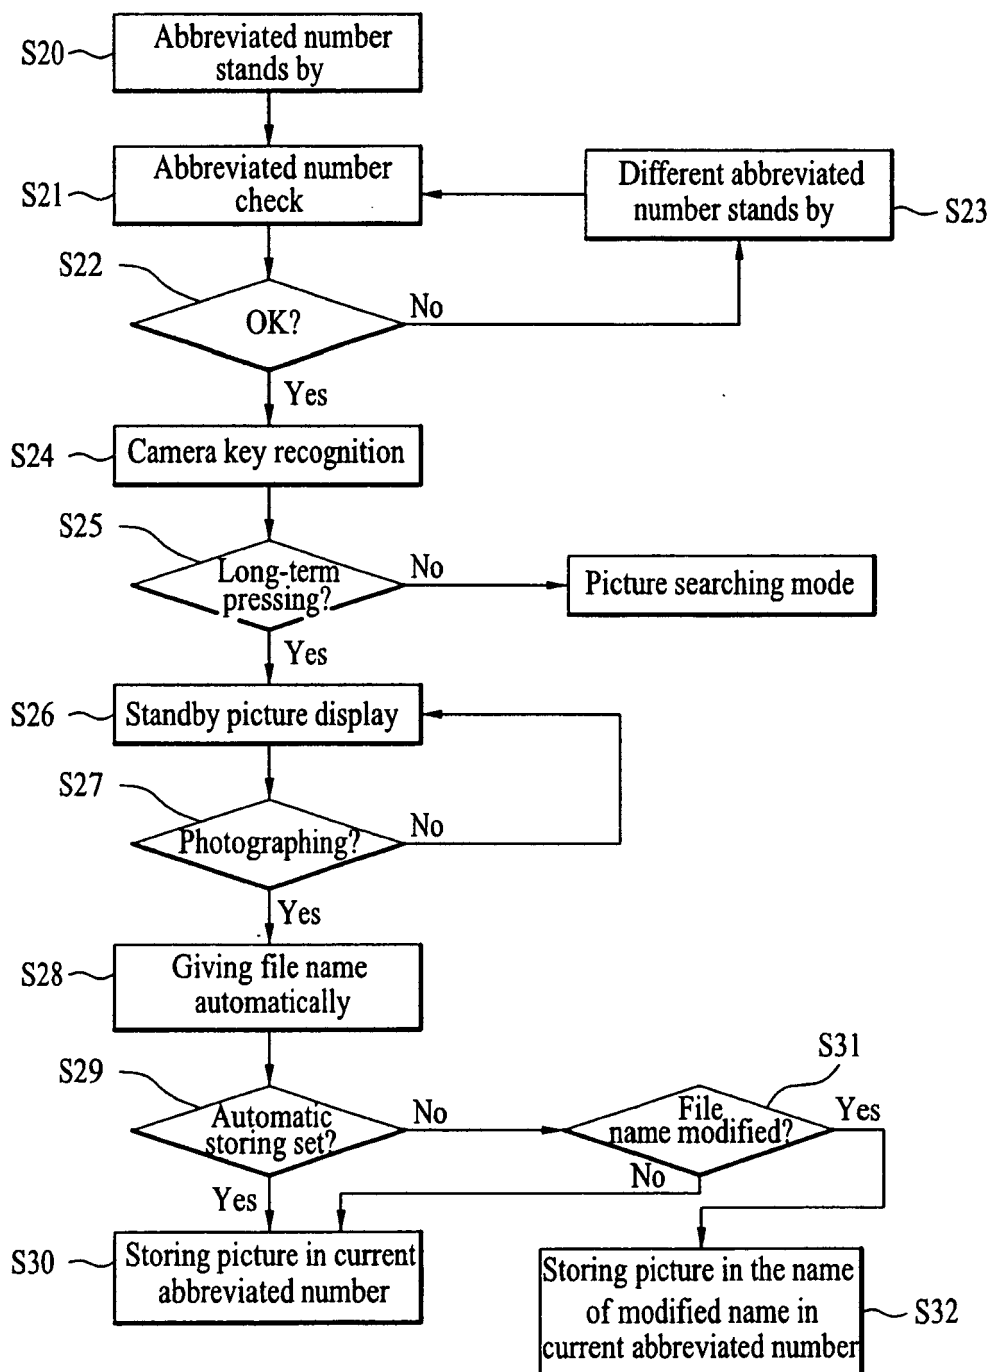 S20
Abbreviated number
stands by
S21
Abbreviated number
check
Different abbreviated
number stands by
S23
S22
OK?
No
Yes
S24
Camera key recognition
S25
Long-term
pressing?
No
Picture searching mode
Yes
S26
Standby picture display
S27
Photographing?
No
Yes
S28
Giving file name
automatically
S29
Automatic
storing set?
No
S31
File
name modified?
Yes
No
Yes
S30
Storing picture in current
abbreviated number
Storing picture in the name
of modified name in
current abbreviated number
S32